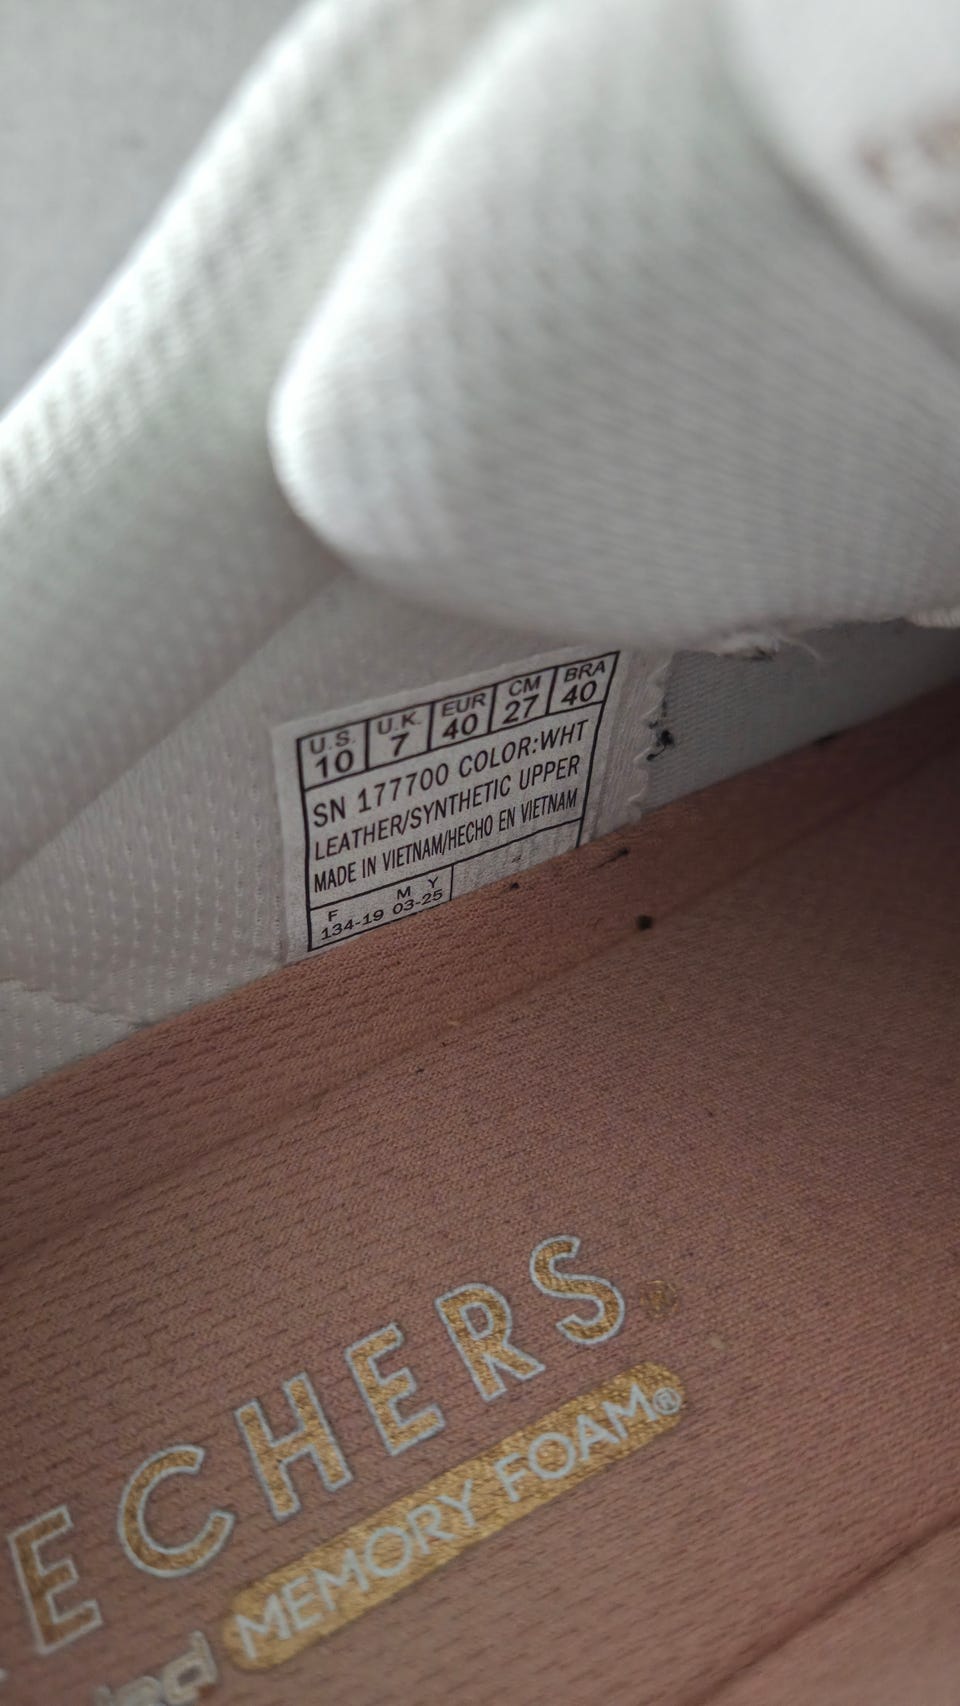 U.S. U.K. EUR CM BRA
10 7 40 27 40
SN 177700 COLOR:WHT
LEATHER/SYNTHETIC UPPER
MADE IN VIETNAM/HECHO EN VIETNAM
F M Y
134-19 03-25
ECHERS
MEMORY FOAM®